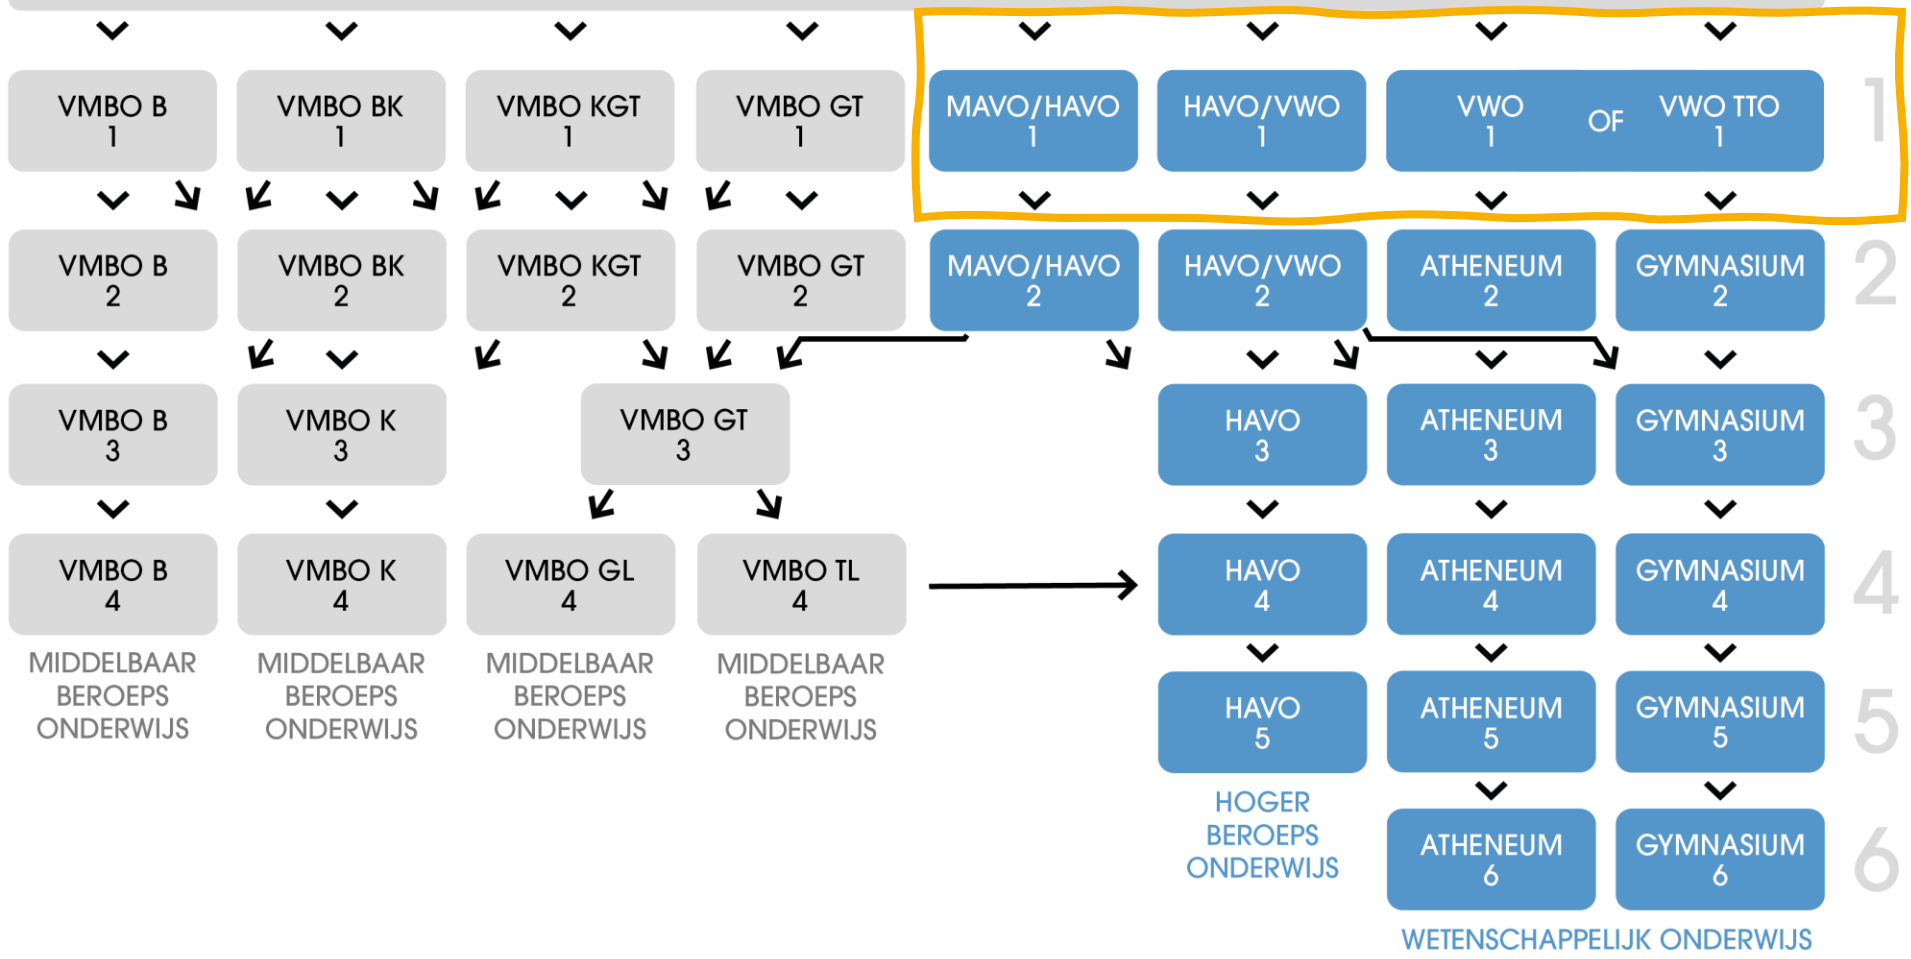 VMBO B
1
VMBO BK
1
VMBO KGT
1
VMBO GT
1
MAVO/HAVO
1
HAVO/VWO
1
VWO
1
OF
VWO TTO
1
1
VMBO B
2
VMBO BK
2
VMBO KGT
2
VMBO GT
2
MAVO/HAVO
2
HAVO/VWO
2
ATHENEUM
2
GYMNASIUM
2
2
VMBO B
3
VMBO K
3
VMBO GT
3
HAVO
3
ATHENEUM
3
GYMNASIUM
3
3
VMBO B
4
VMBO K
4
VMBO GL
4
VMBO TL
4
HAVO
4
ATHENEUM
4
GYMNASIUM
4
4
MIDDELBAAR
BEROEPS
ONDERWIJS
MIDDELBAAR
BEROEPS
ONDERWIJS
MIDDELBAAR
BEROEPS
ONDERWIJS
MIDDELBAAR
BEROEPS
ONDERWIJS
HAVO
5
ATHENEUM
5
GYMNASIUM
5
5
HOGER
BEROEPS
ONDERWIJS
ATHENEUM
6
GYMNASIUM
6
6
WETENSCHAPPELIJK ONDERWIJS